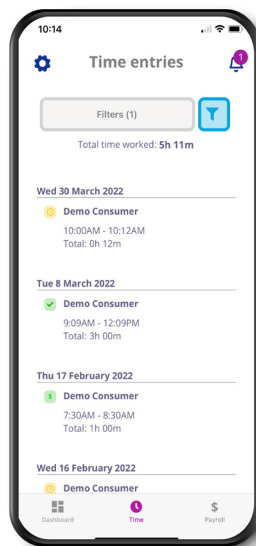 10:14
Time entries
1
Filters (1)
Total time worked: 5h 11m
Wed 30 March 2022
Demo Consumer
10:00AM - 10:12AM
Total: 0h 12m
Tue 8 March 2022
Demo Consumer
9:09AM - 12:09PM
Total: 3h 00m
Thu 17 February 2022
$ Demo Consumer
7:30AM - 8:30AM
Total: 1h 00m
Wed 16 February 2022
Demo Consumer
$
Dashboard Time Payroll